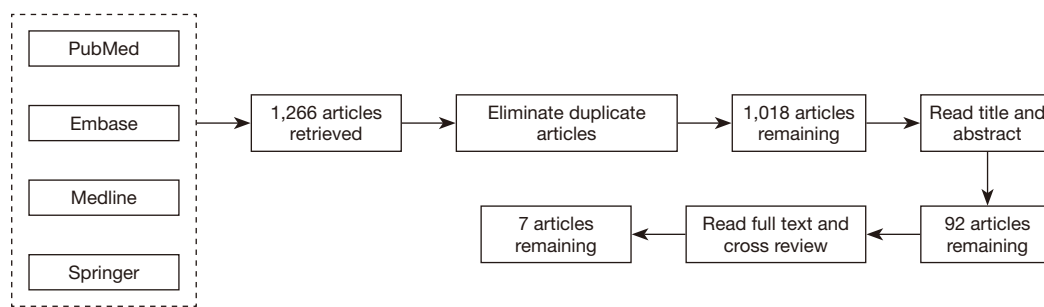 PubMed
Embase
Medline
Springer
1,266 articles
retrieved
Eliminate duplicate
articles
1,018 articles
remaining
Read title and
abstract
92 articles
remaining
Read full text and
cross review
7 articles
remaining